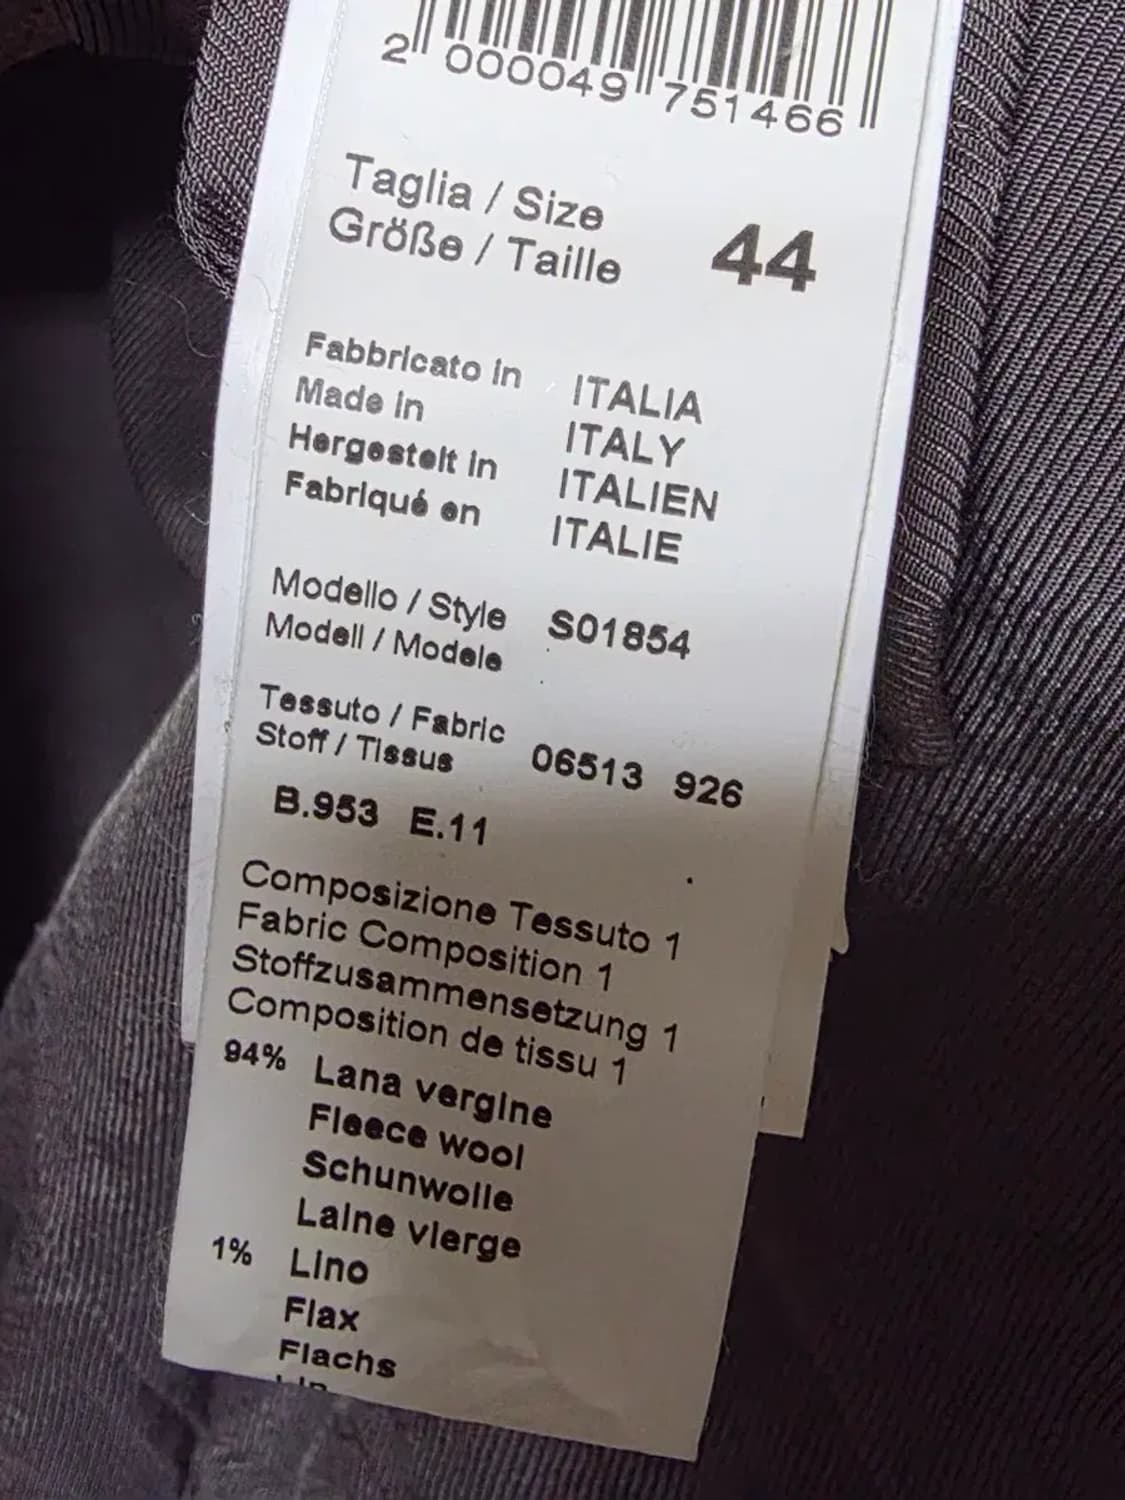 2 000049 751466
Taglia / Size
Größe / Taille 44
Fabbricato in ITALIA
Made in ITALY
Hergestelt in ITALIEN
Fabriqué en ITALIE
Modello / Style S01854
Modell / Modele
Tessuto / Fabric 06513 926
Stoff / Tissus
B.953 E.11
Composizione Tessuto 1
Fabric Composition 1
Stoffzusammensetzung 1
Composition de tissu 1
94% Lana vergine
Fleece wool
Schunwolle
Laine vierge
1% Lino
Flax
Flachs